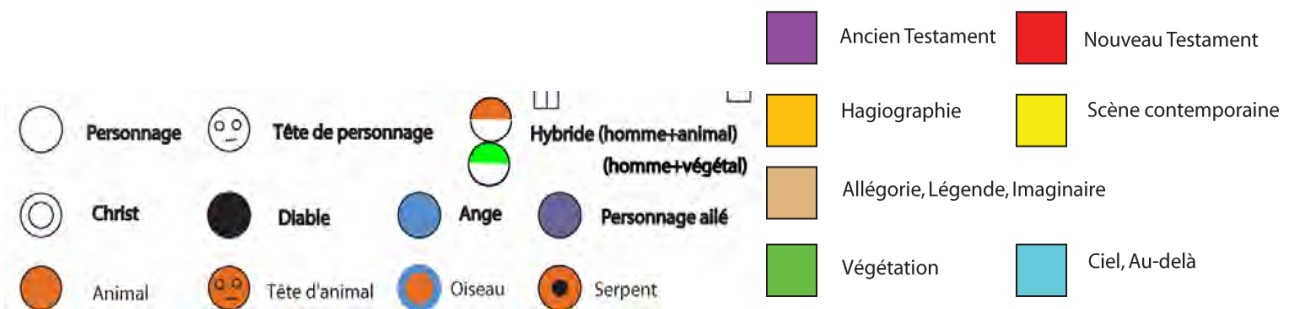 Ancien Testament
Nouveau Testament
Personnage
Tête de personnage
Hybride (homme+animal)
(homme+végétal)
Hagiographie
Scène contemporaine
Christ
Diable
Ange
Personnage ailé
Allégorie, Légende, Imaginaire
Animal
Tête d'animal
Oiseau
Serpent
Végétation
Ciel, Au-delà